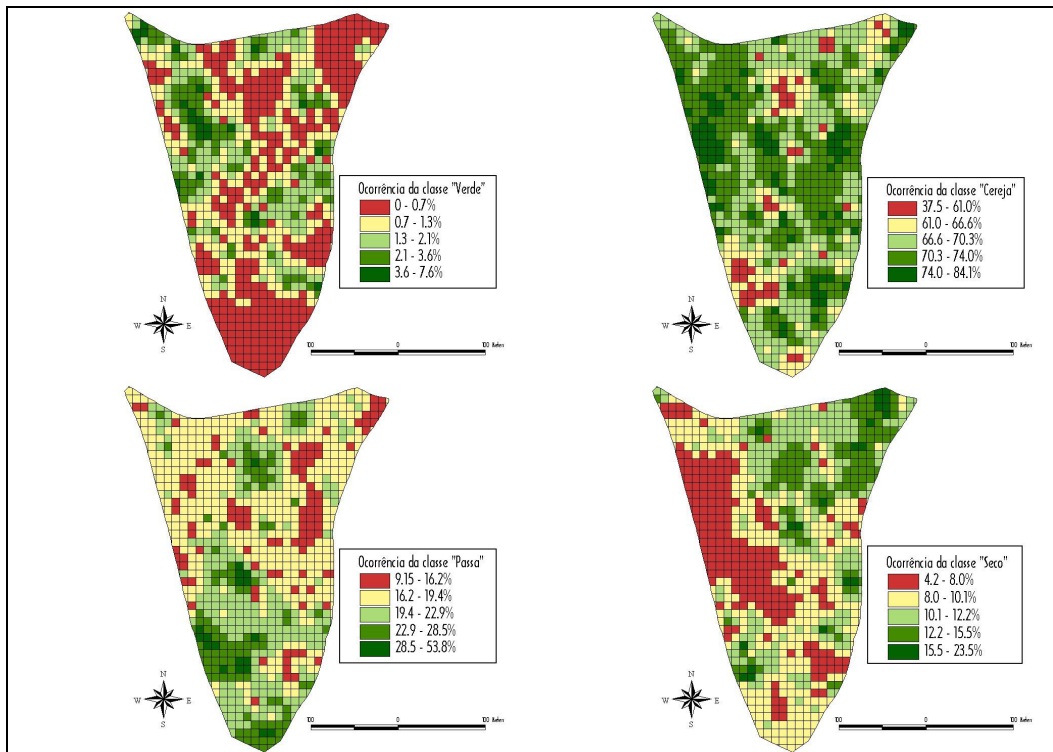 Ocorrência da classe "Verde"
0 - 0.7%
0.7 - 1.3%
1.3 - 2.1%
2.1 - 3.6%
3.6 - 7.6%
N
W E
S
100 0 100
Ocorrência da classe "Cereja"
37.5 - 61.0%
61.0 - 66.6%
66.6 - 70.3%
70.3 - 74.0%
74.0 - 84.1%
N
W E
S
100 0 100
Ocorrência da classe "Passa"
9.15 - 16.2%
16.2 - 19.4%
19.4 - 22.9%
22.9 - 28.5%
28.5 - 53.8%
N
W E
S
100 0 100
Ocorrência da classe "Seco"
4.2 - 8.0%
8.0 - 10.1%
10.1 - 12.2%
12.2 - 15.5%
15.5 - 23.5%
N
W E
S
100 0 100